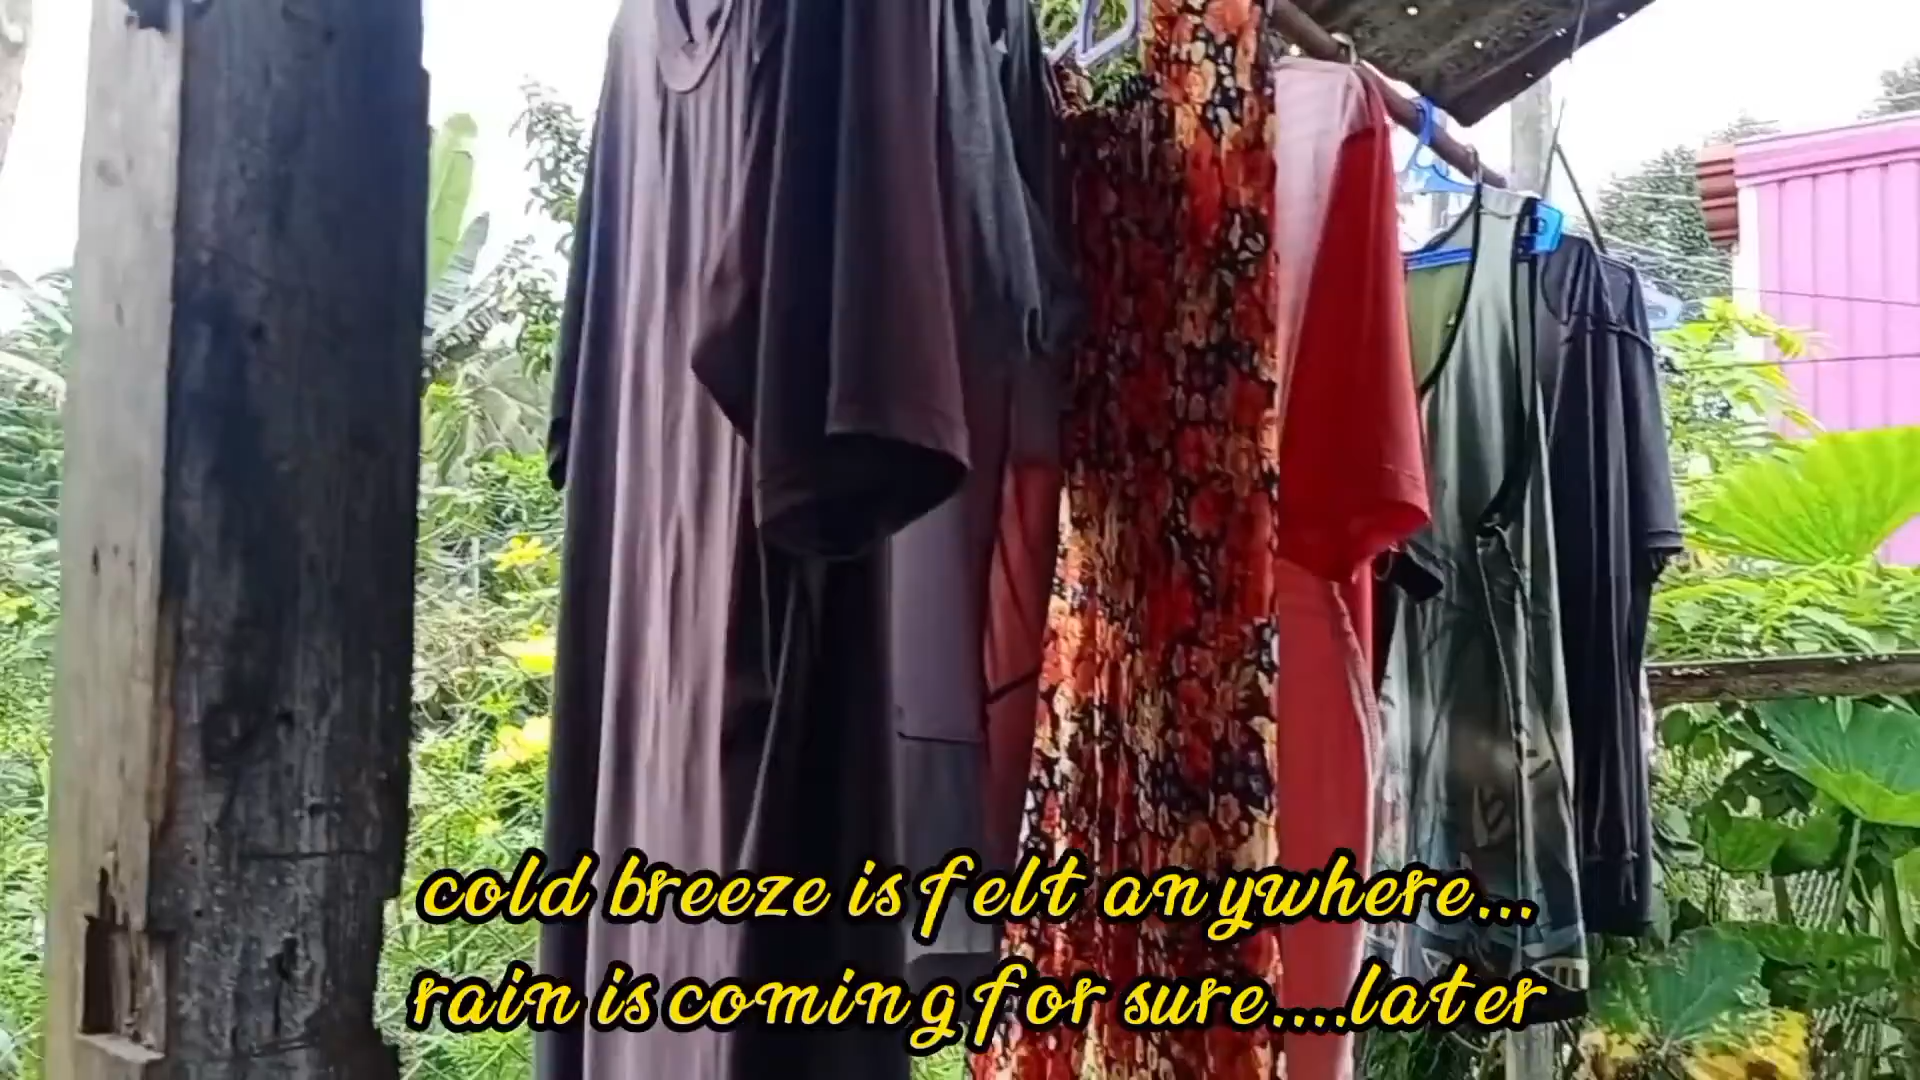 cold breeze is felt anywhere...
rain is coming for sure....later